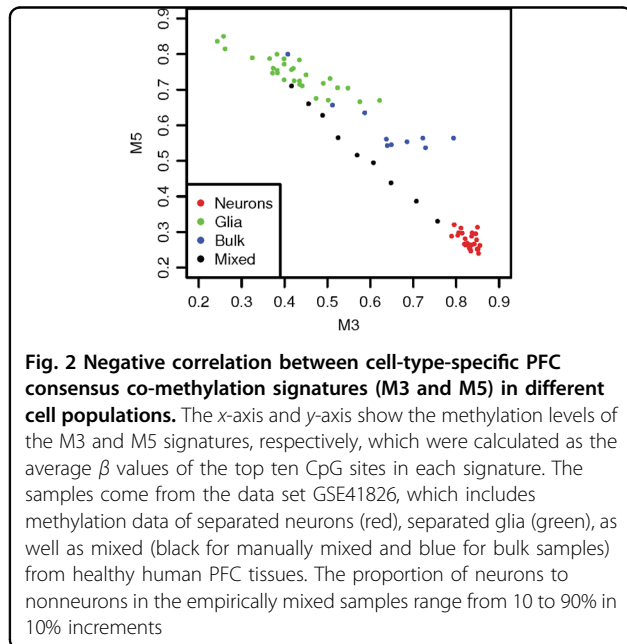 0.9
0.8
0.7
0.6
0.5
0.4
0.3
0.2
M5
Neurons
Glia
Bulk
Mixed
0.2 0.3 0.4 0.5 0.6 0.7 0.8 0.9
M3
Fig. 2 Negative correlation between cell-type-specific PFC
consensus co-methylation signatures (M3 and M5) in different
cell populations. The x-axis and y-axis show the methylation levels of
the M3 and M5 signatures, respectively, which were calculated as the
average β values of the top ten CpG sites in each signature. The
samples come from the data set GSE41826, which includes
methylation data of separated neurons (red), separated glia (green), as
well as mixed (black for manually mixed and blue for bulk samples)
from healthy human PFC tissues. The proportion of neurons to
nonneurons in the empirically mixed samples range from 10 to 90% in
10% increments